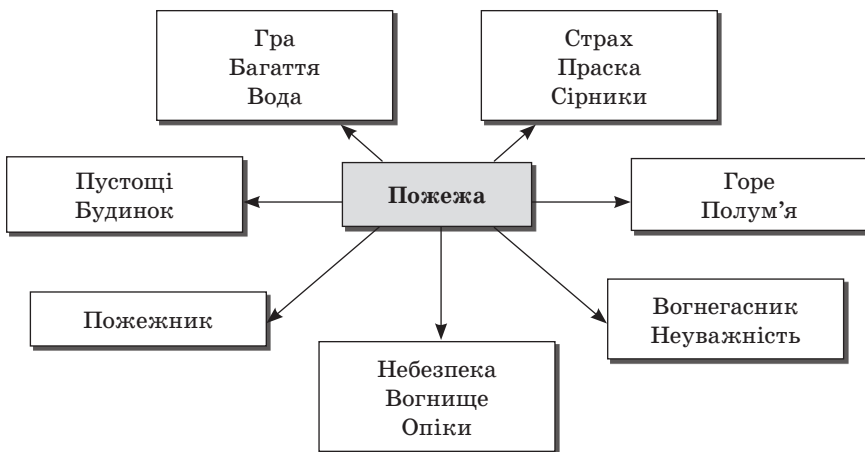 Гра
Багаття
Вода
Страх
Праска
Сірники
Пустощі
Будинок
Пожежа
Горе
Полум’я
Пожежник
Небезпека
Вогнище
Опіки
Вогнегасник
Неуважність